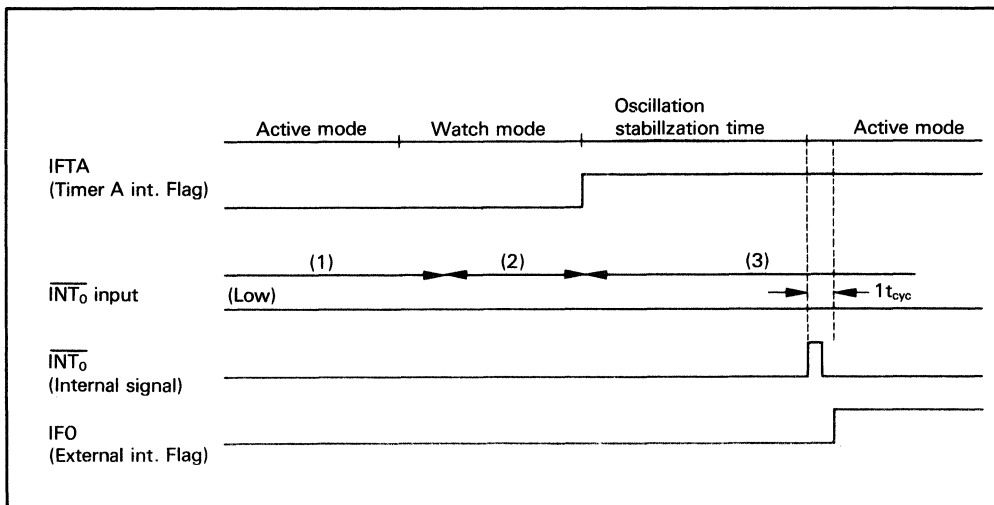 Active mode
Watch mode
Oscillation
stabillzation time
Active mode
IFTA
(Timer A int. Flag)
(1)
(2)
(3)
INT₀ input
(Low)
1t_cyc
INT₀
(Internal signal)
IF0
(External int. Flag)